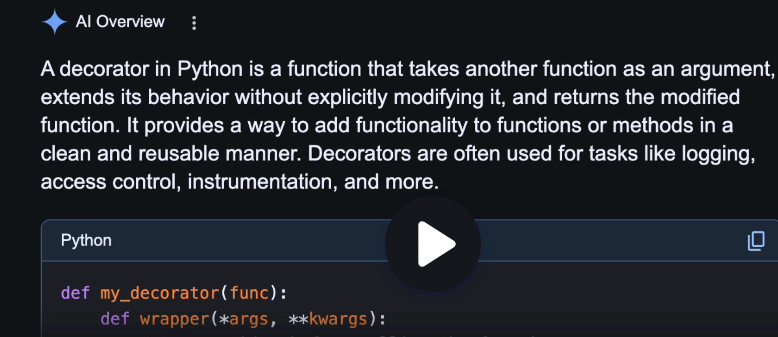 AI Overview
A decorator in Python is a function that takes another function as an argument,
extends its behavior without explicitly modifying it, and returns the modified
function. It provides a way to add functionality to functions or methods in a
clean and reusable manner. Decorators are often used for tasks like logging,
access control, instrumentation, and more.
Python
def my_decorator(func):
    def wrapper(*args, **kwargs):